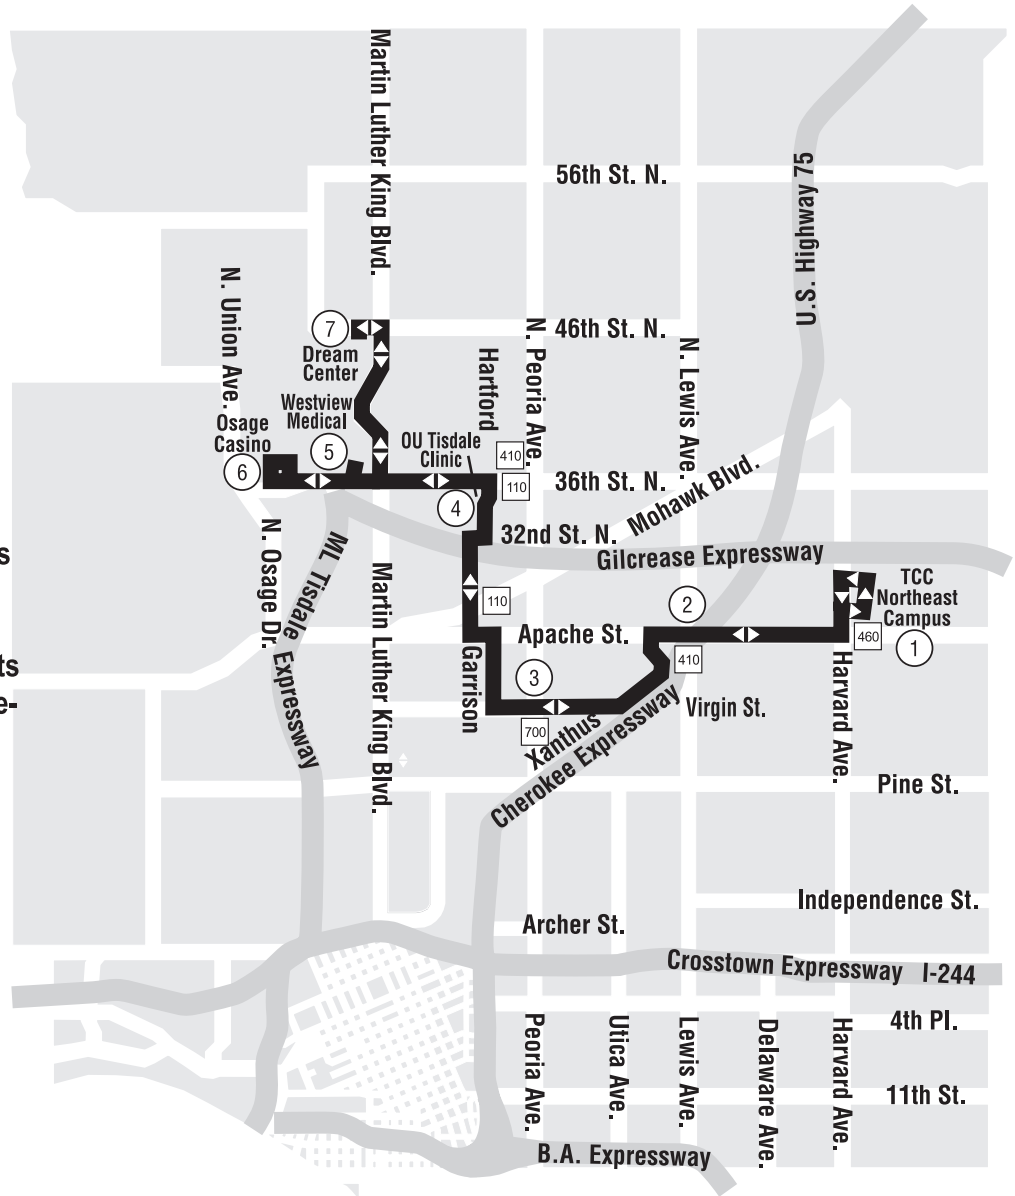 Martin Luther King Blvd.
56th St. N.
U.S. Highway 75
N. Union Ave.
7
46th St. N.
N. Peoria Ave.
Dream
Center
Hartford
N. Lewis Ave.
Westview
Medical
Osage
Casino
OU Tisdale
Clinic
5
6
410
110
36th St. N.
4
Mohawk Blvd.
32nd St. N.
s
N. Osage Dr.
ML Tisdale Expressway
Martin Luther King Blvd.
Gilcrease Expressway
TCC
Northeast
Campus
110
2
Apache St.
460
1
ts
e-
Garrison
410
3
Harvard Ave.
Virgin St.
700
Xanthus
Cherokee Expressway
Pine St.
Independence St.
Archer St.
Crosstown Expressway I-244
4th Pl.
Peoria Ave.
Utica Ave.
Lewis Ave.
Delaware Ave.
Harvard Ave.
11th St.
B.A. Expressway